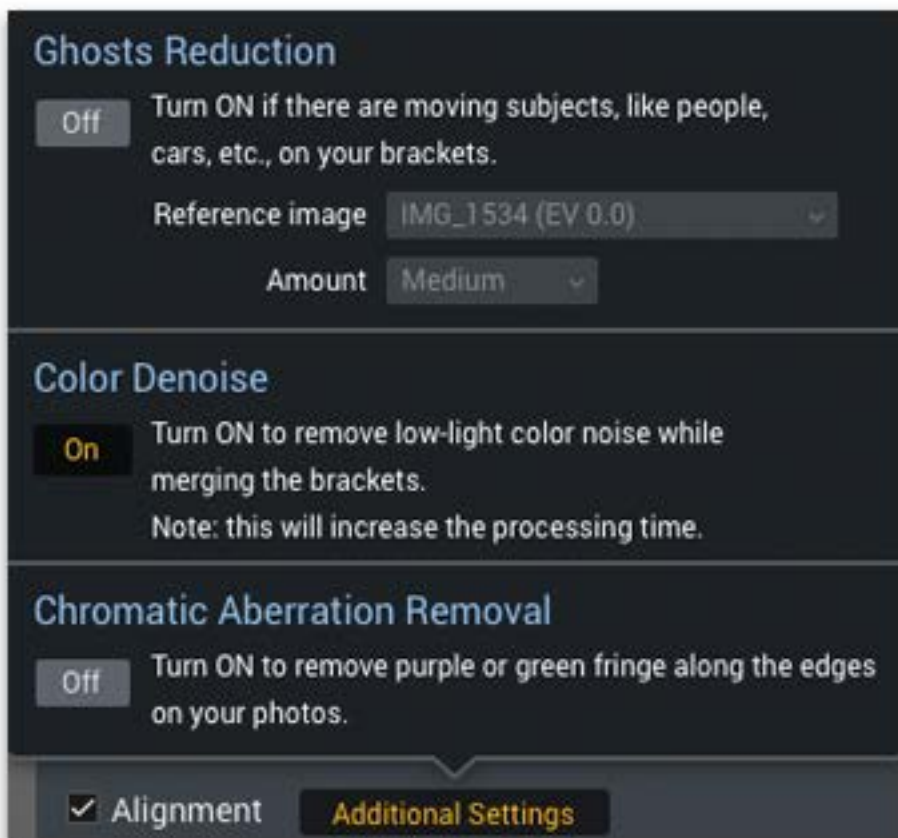 Ghosts Reduction
Off
Turn ON if there are moving subjects, like people,
cars, etc., on your brackets.
Reference image IMG_1534 (EV 0.0)
Amount Medium
Color Denoise
On
Turn ON to remove low-light color noise while
merging the brackets.
Note: this will increase the processing time.
Chromatic Aberration Removal
Off
Turn ON to remove purple or green fringe along the edges
on your photos.
Alignment Additional Settings